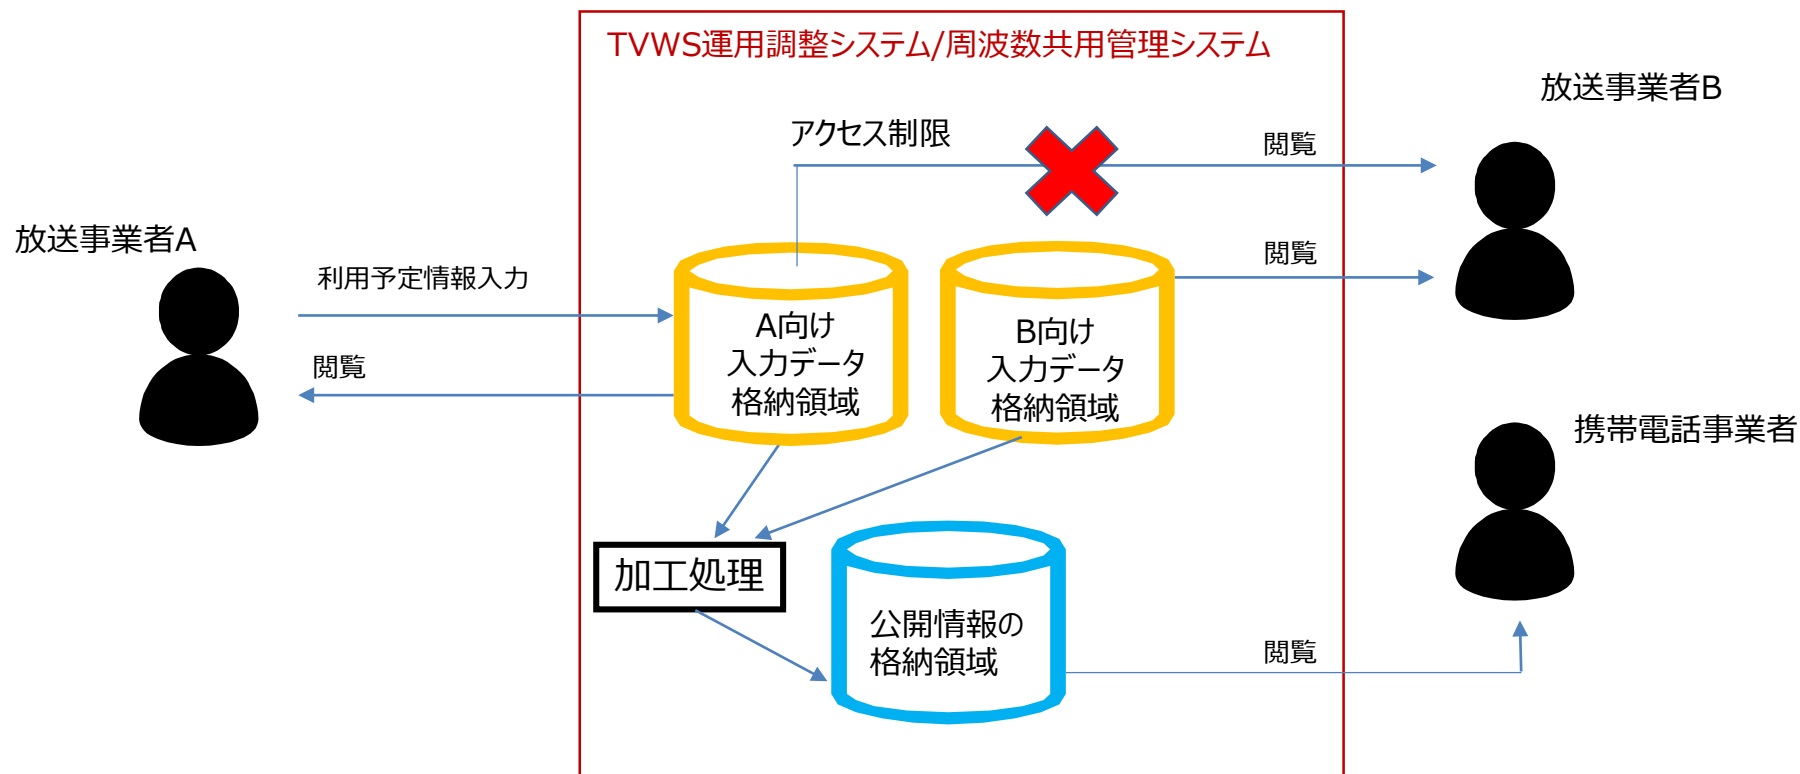 TVWS運用調整システム/周波数共用管理システム
放送事業者B
アクセス制限
閲覧
放送事業者A
閲覧
利用予定情報入力
A向け
入力データ
格納領域
B向け
入力データ
格納領域
閲覧
携帯電話事業者
加工処理
公開情報の
格納領域
閲覧